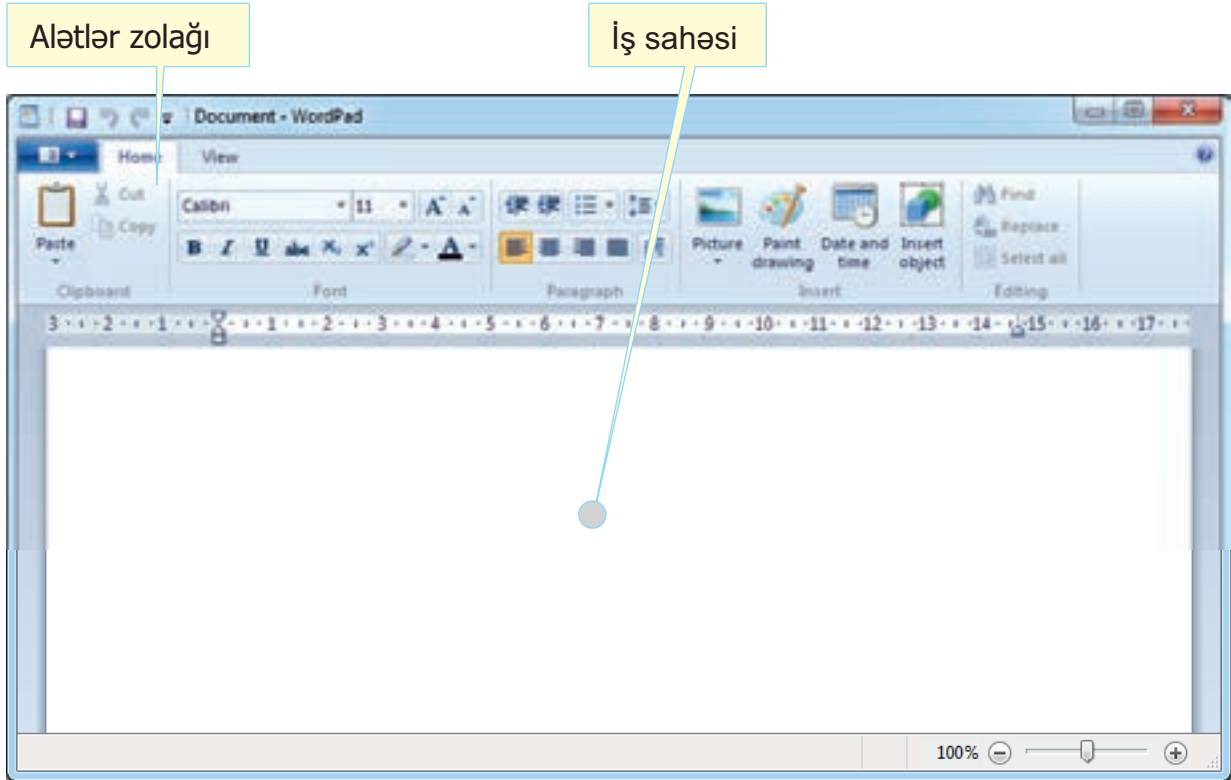 Alətlər zolağı
İş sahəsi
Document - WordPad
Home View
Cut
Copy
Paste
Clipboard
Calibri 11 A A
B I U abc X₂ X² A
Font
Paragraph
Picture
Paint drawing
Date and time
Insert object
Insert
Find
Replace
Select all
Editing
3 2 1 1 2 3 4 5 6 7 8 9 10 11 12 13 14 15 16 17
100%